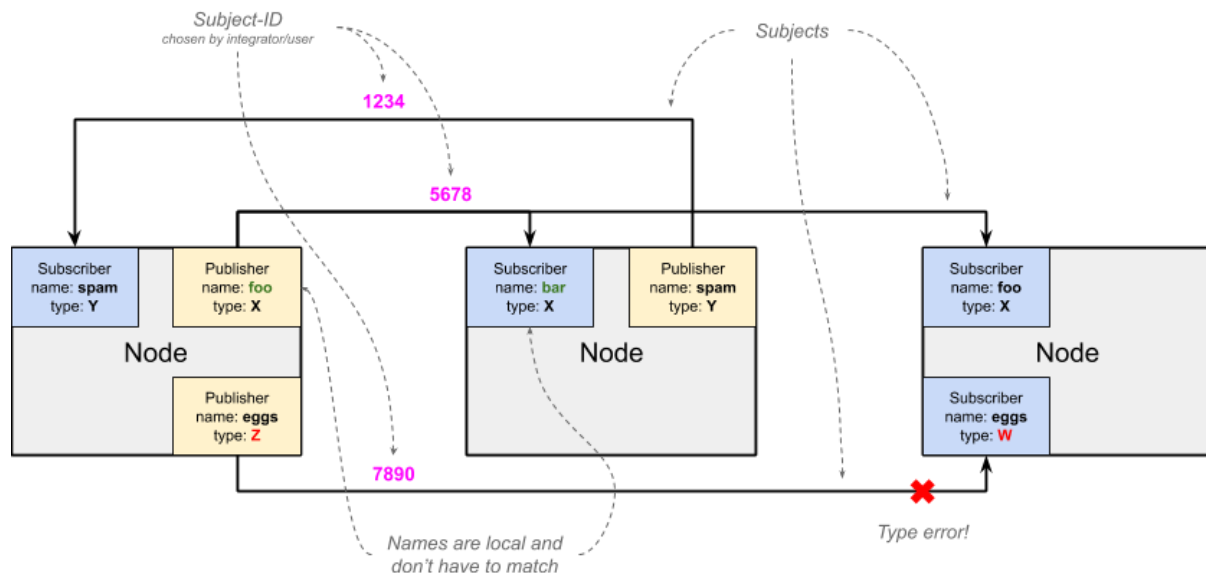 Subject-ID
chosen by integrator/user
Subjects
1234
5678
Subscriber
name: spam
type: Y
Publisher
name: foo
type: X
Node
Publisher
name: eggs
type: Z
Subscriber
name: bar
type: X
Publisher
name: spam
type: Y
Node
Subscriber
name: foo
type: X
Node
Subscriber
name: eggs
type: W
7890
Names are local and
don't have to match
Type error!